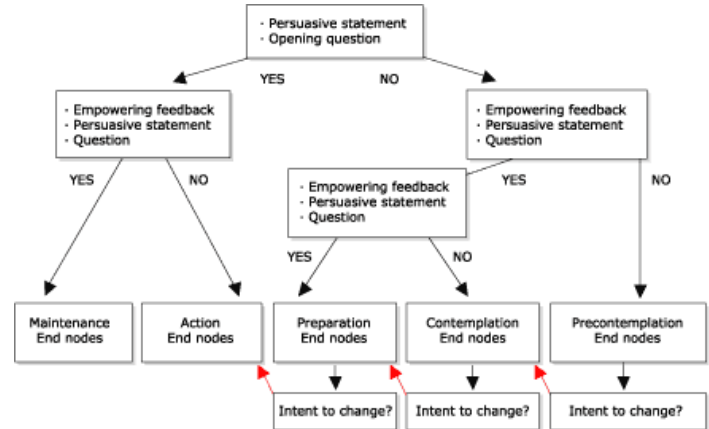 · Persuasive statement
· Opening question
YES
NO
· Empowering feedback
· Persuasive statement
· Question
· Empowering feedback
· Persuasive statement
· Question
YES
NO
YES
NO
· Empowering feedback
· Persuasive statement
· Question
YES
NO
Maintenance
End nodes
Action
End nodes
Preparation
End nodes
Contemplation
End nodes
Precontemplation
End nodes
Intent to change?
Intent to change?
Intent to change?